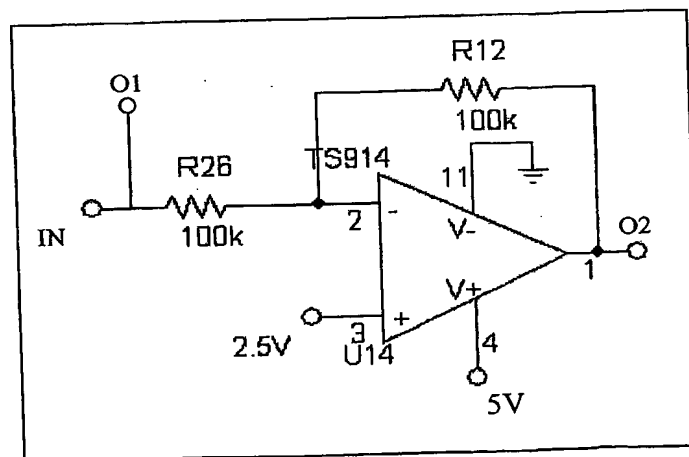 R12
O1
100k
TS914
R26
11
IN
100k
2
-
V-
O2
1
V+
3
+
2.5V
U14
4
5V